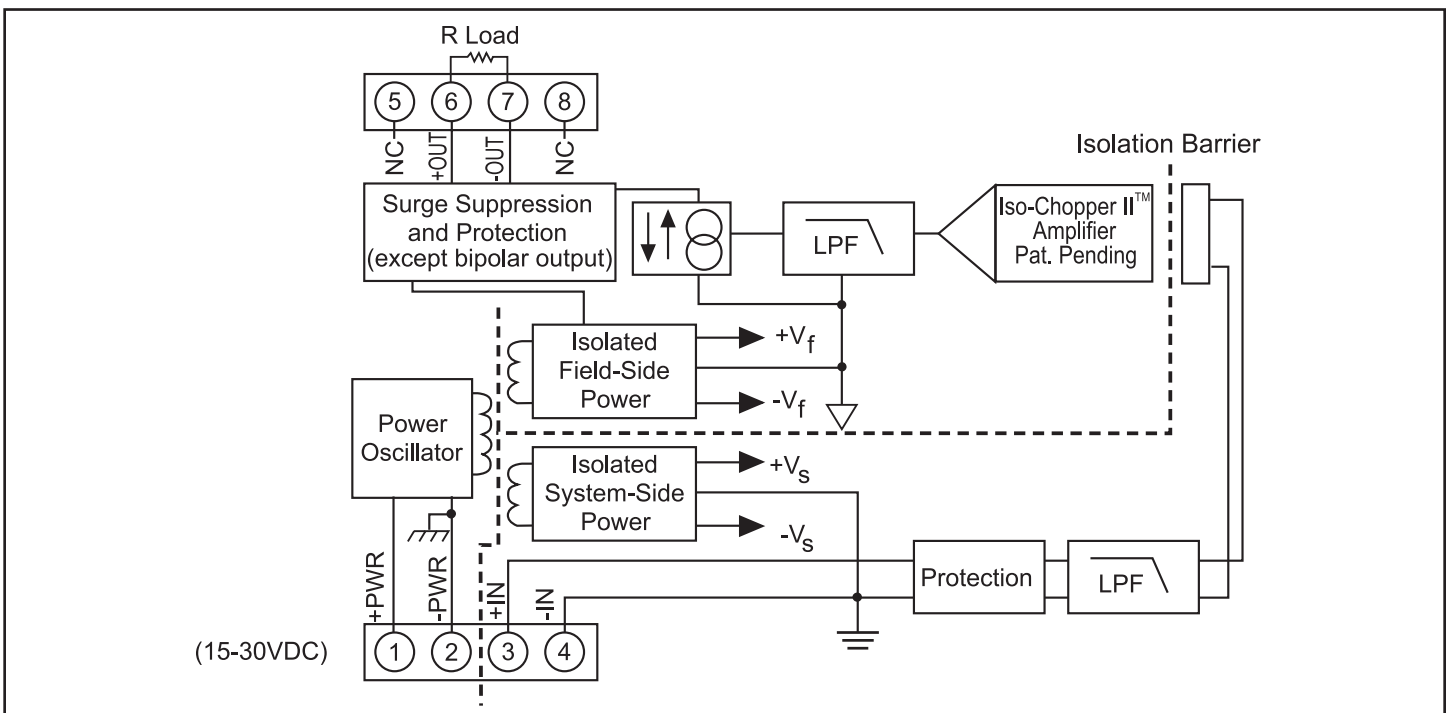 R Load
5 6 7 8
NC
+OUT
-OUT
NC
Isolation Barrier
Surge Suppression
and Protection
(except bipolar output)
LPF
Iso-Chopper II™
Amplifier
Pat. Pending
Isolated
Field-Side
Power
+Vf
-Vf
Power
Oscillator
Isolated
System-Side
Power
+Vs
-Vs
+PWR
-PWR
+IN
-IN
Protection
LPF
(15-30VDC)
1 2 3 4